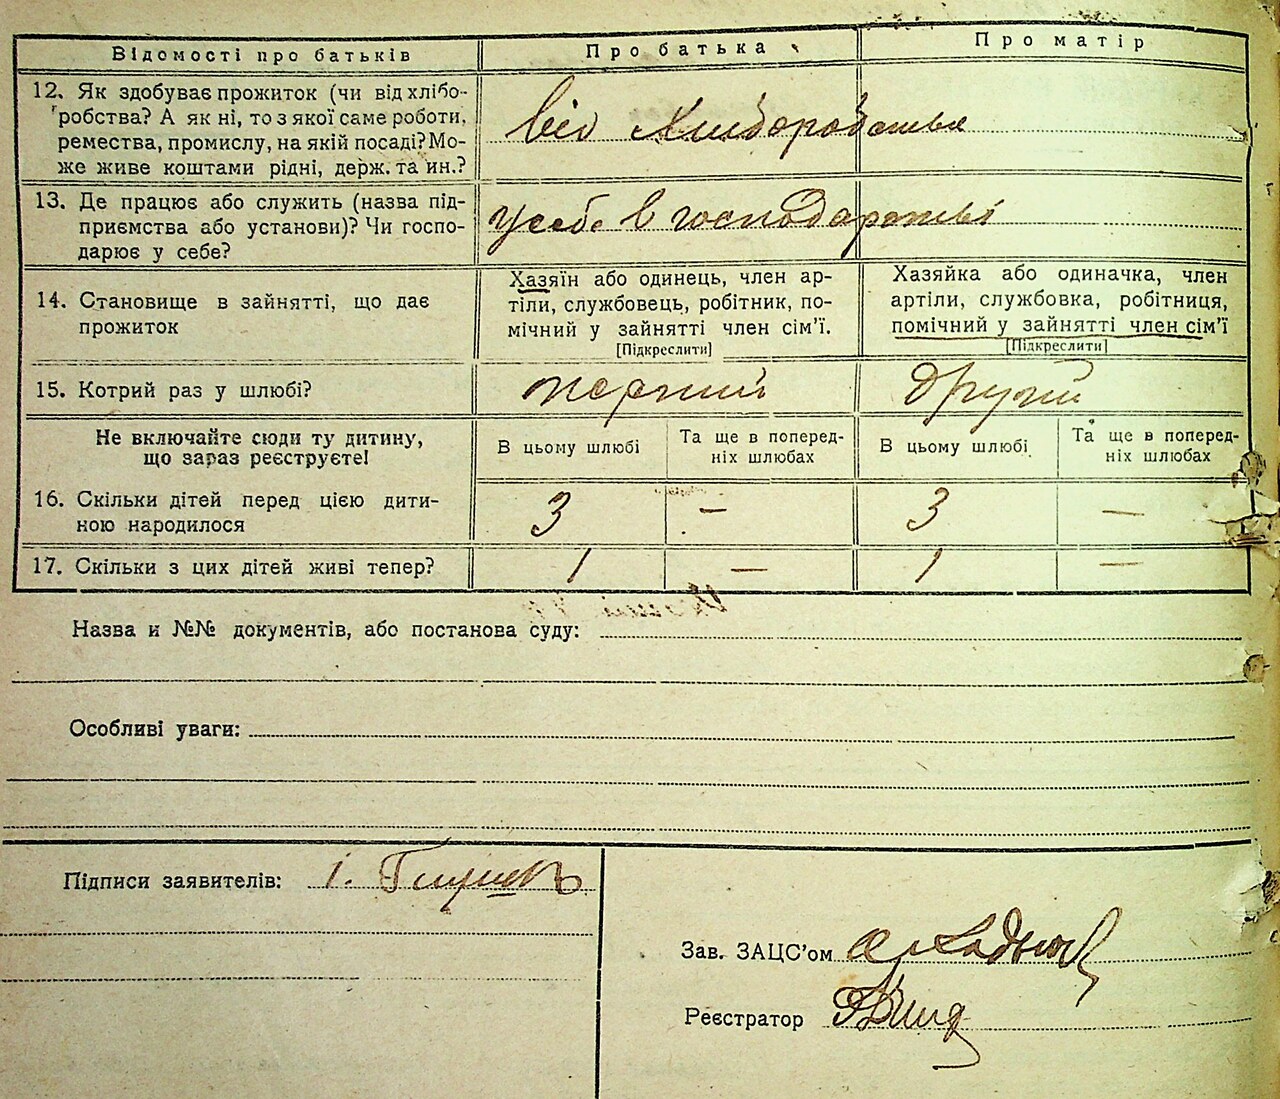 Відомості про батьків
Про батька
Про матір
12. Як здобуває прожиток (чи від хлібо-
робства? А як ні, то з якої саме роботи,
ремества, промислу, на якій посаді? Мо-
же живе коштами рідні, держ. та ин.?
від хліборобства
13. Де працює або служить (назва під-
приємства або установи)? Чи госпо-
дарює у себе?
у себе в господарстві
14. Становище в зайнятті, що дає
прожиток
Хазяїн або одинець, член ар-
тіли, службовець, робітник, по-
мічний у зайнятті член сім'ї.
[Підкреслити]
Хазяйка або одиначка, член
артіли, службовка, робітниця,
помічний у зайнятті член сім'ї
[Підкреслити]
15. Котрий раз у шлюбі?
перший
другий
Не включайте сюди ту дитину,
що зараз реєструєте!
В цьому шлюбі
Та ще в поперед-
ніх шлюбах
В цьому шлюбі
Та ще в поперед-
ніх шлюбах
16. Скільки дітей перед цією дити-
ною народилося
3
—
3
—
17. Скільки з цих дітей живі тепер?
1
—
1
—
Назва и №№ документів, або постанова суду:
Особливі уваги:
Підписи заявителів: І.
Зав. ЗАЦС'ом
Реєстратор